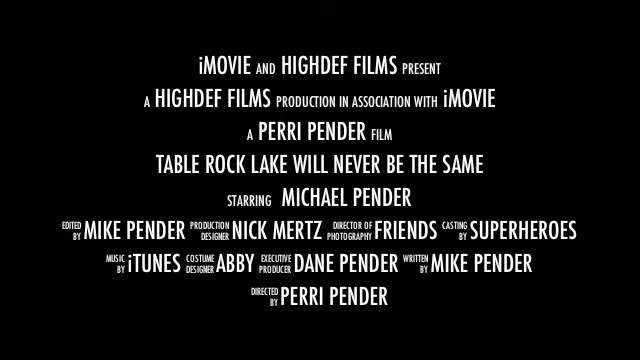 iMOVIE AND HIGHDEF FILMS PRESENT
A HIGHDEF FILMS PRODUCTION IN ASSOCIATION WITH iMOVIE
A PERRI PENDER FILM
TABLE ROCK LAKE WILL NEVER BE THE SAME
STARRING MICHAEL PENDER
EDITED BY MIKE PENDER PRODUCTION DESIGNER NICK MERTZ DIRECTOR OF PHOTOGRAPHY FRIENDS CASTING BY SUPERHEROES
MUSIC BY iTUNES COSTUME DESIGNER ABBY EXECUTIVE PRODUCER DANE PENDER WRITTEN BY MIKE PENDER
DIRECTED BY PERRI PENDER